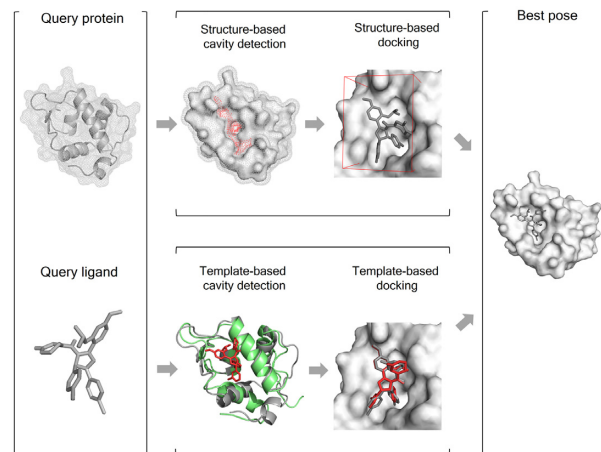 Query protein
Structure-based
cavity detection
Structure-based
docking
Best pose
Query ligand
Template-based
cavity detection
Template-based
docking